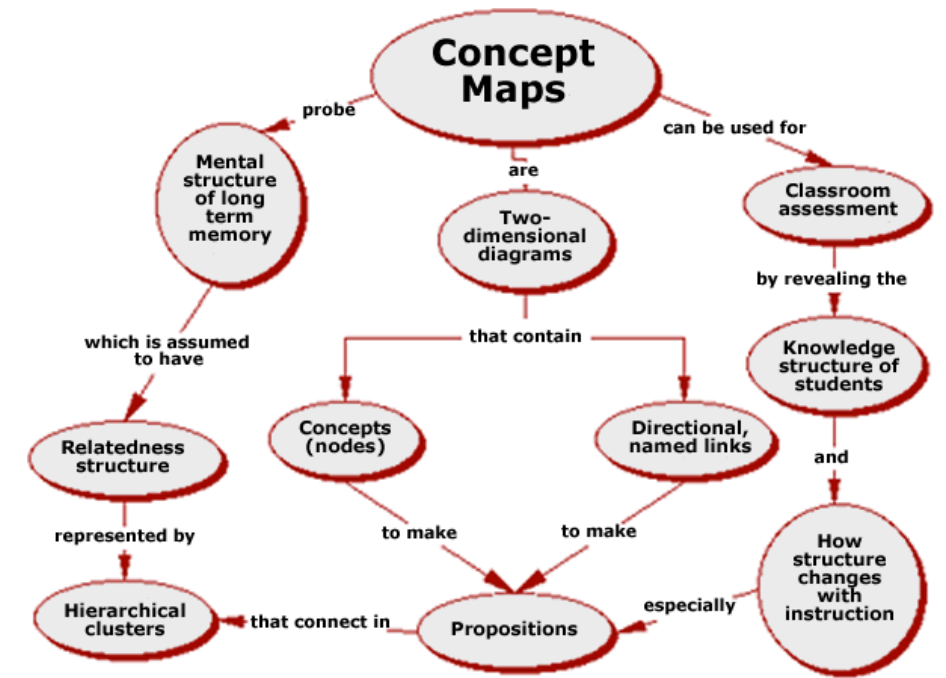 Concept
Maps
probe
can be used for
are
Mental
structure
of long
term
memory
Two-
dimensional
diagrams
Classroom
assessment
by revealing the
which is assumed
to have
that contain
Knowledge
structure of
students
Relatedness
structure
Concepts
(nodes)
Directional,
named links
and
represented by
to make
to make
How
structure
changes
with
instruction
Hierarchical
clusters
that connect in
Propositions
especially